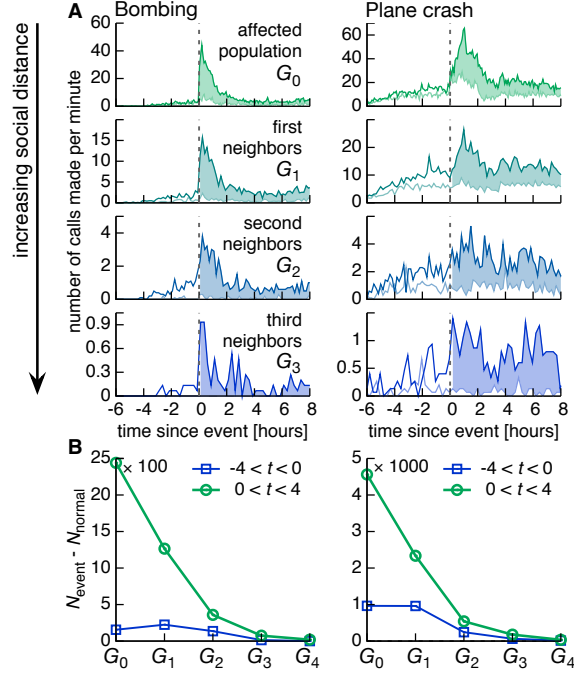 A
Bombing
Plane crash
increasing social distance
number of calls made per minute
60
40
20
0
affected
population
G0
60
40
20
0
15
10
5
0
first
neighbors
G1
30
20
10
0
4
2
0
second
neighbors
G2
6
4
2
0
0.9
0.6
0.3
0
third
neighbors
G3
1
0.5
0
-6 -4 -2 0 2 4 6 8
-6 -4 -2 0 2 4 6 8
time since event [hours]
time since event [hours]
B
Nevent - Nnormal
25
20
15
10
5
0
× 100
-4 < t < 0
0 < t < 4
G0 G1 G2 G3 G4
5
4
3
2
1
0
× 1000
-4 < t < 0
0 < t < 4
G0 G1 G2 G3 G4